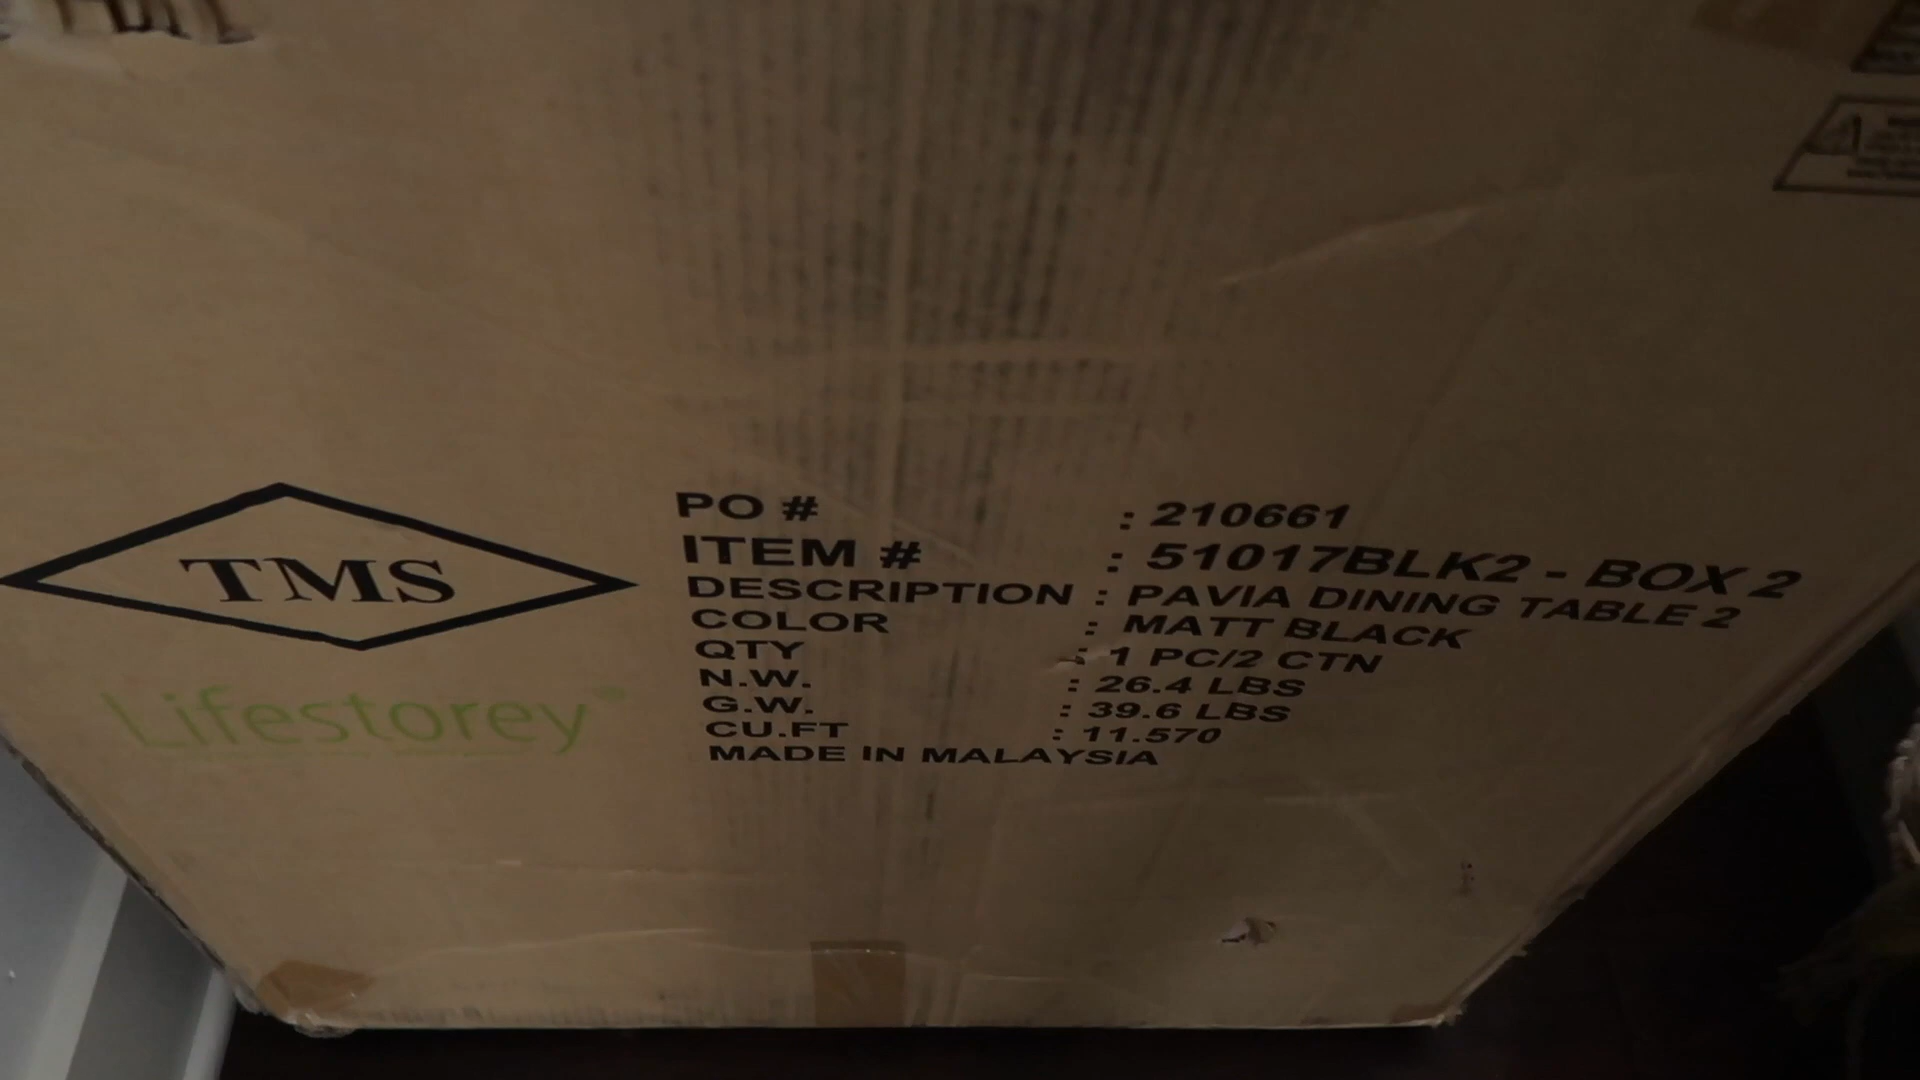 TMS
Lifestorey
PO # : 210661
ITEM # : 51017BLK2 - BOX 2
DESCRIPTION : PAVIA DINING TABLE 2
COLOR : MATT BLACK
QTY : 1 PC/2 CTN
N.W. : 26.4 LBS
G.W. : 39.6 LBS
CU.FT : 11.570
MADE IN MALAYSIA